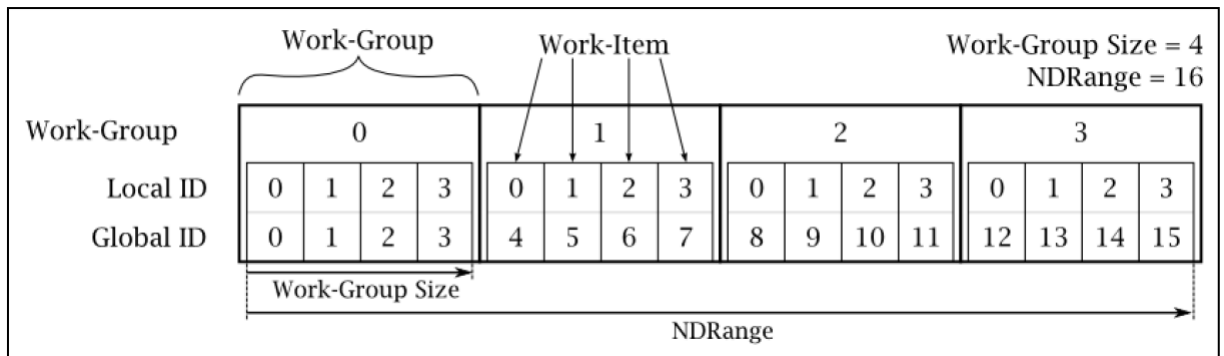 Work-Group Work-Item Work-Group Size = 4
NDRange = 16
Work-Group 0 1 2 3
Local ID 0 1 2 3 0 1 2 3 0 1 2 3 0 1 2 3
Global ID 0 1 2 3 4 5 6 7 8 9 10 11 12 13 14 15
Work-Group Size
NDRange